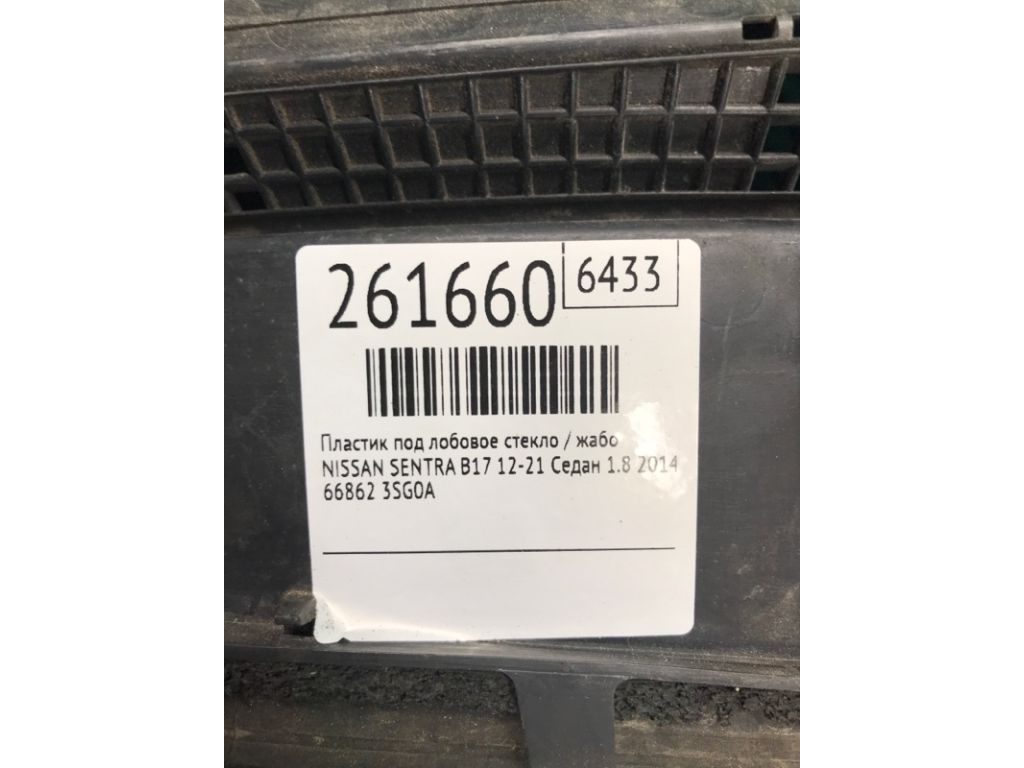 261660
6433
Пластик под лобовое стекло / жабо
NISSAN SENTRA B17 12-21 Седан 1.8 2014
66862 3SG0A